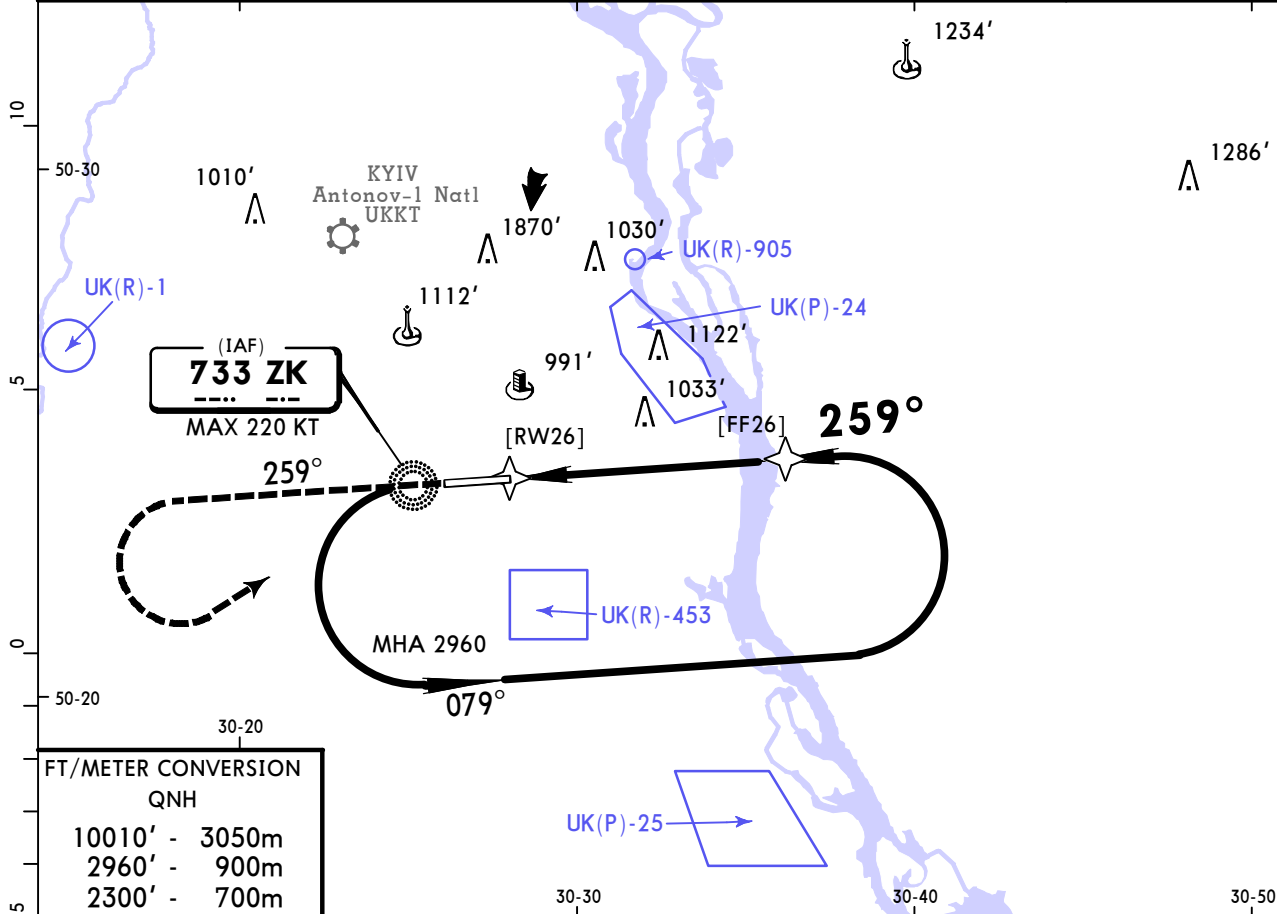 1234'
10
50-30
1010'
KYIV
Antonov-1 Natl
UKKT
1286'
1870'
1030'
UK(R)-905
UK(R)-1
1112'
UK(P)-24
1122'
(IAF)
733 ZK
MAX 220 KT
991'
5
1033'
[RW26]
[FF26]
259°
259°
UK(R)-453
MHA 2960
0
50-20
079°
30-20
FT/METER CONVERSION
QNH
10010' - 3050m
2960' - 900m
2300' - 700m
UK(P)-25
5
30-30
30-40
30-50